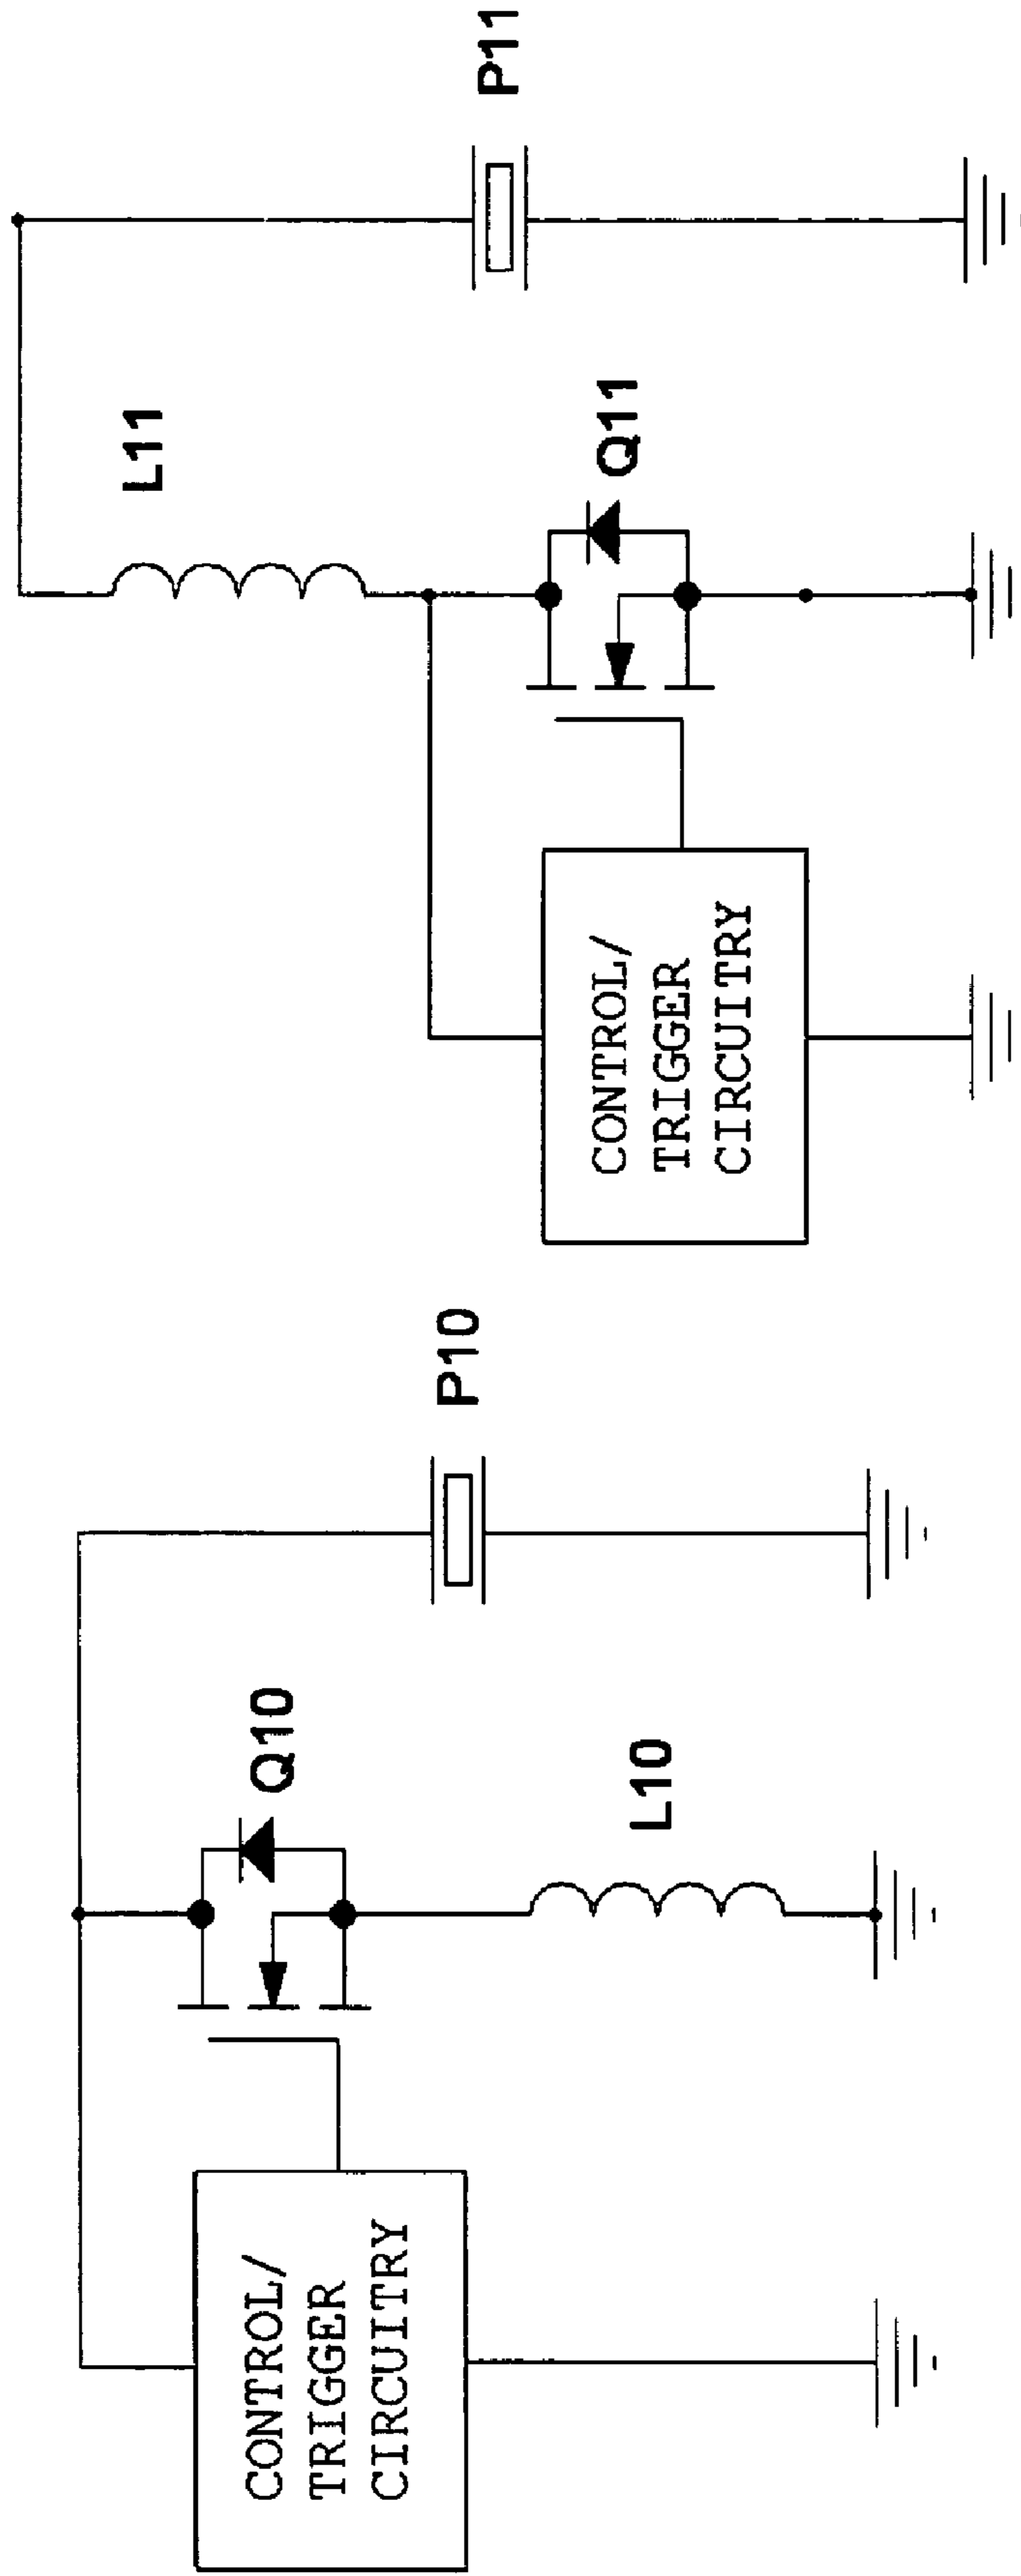 CONTROL/
TRIGGER
CIRCUITRY
Q10
L10
P10
CONTROL/
TRIGGER
CIRCUITRY
L11
Q11
P11